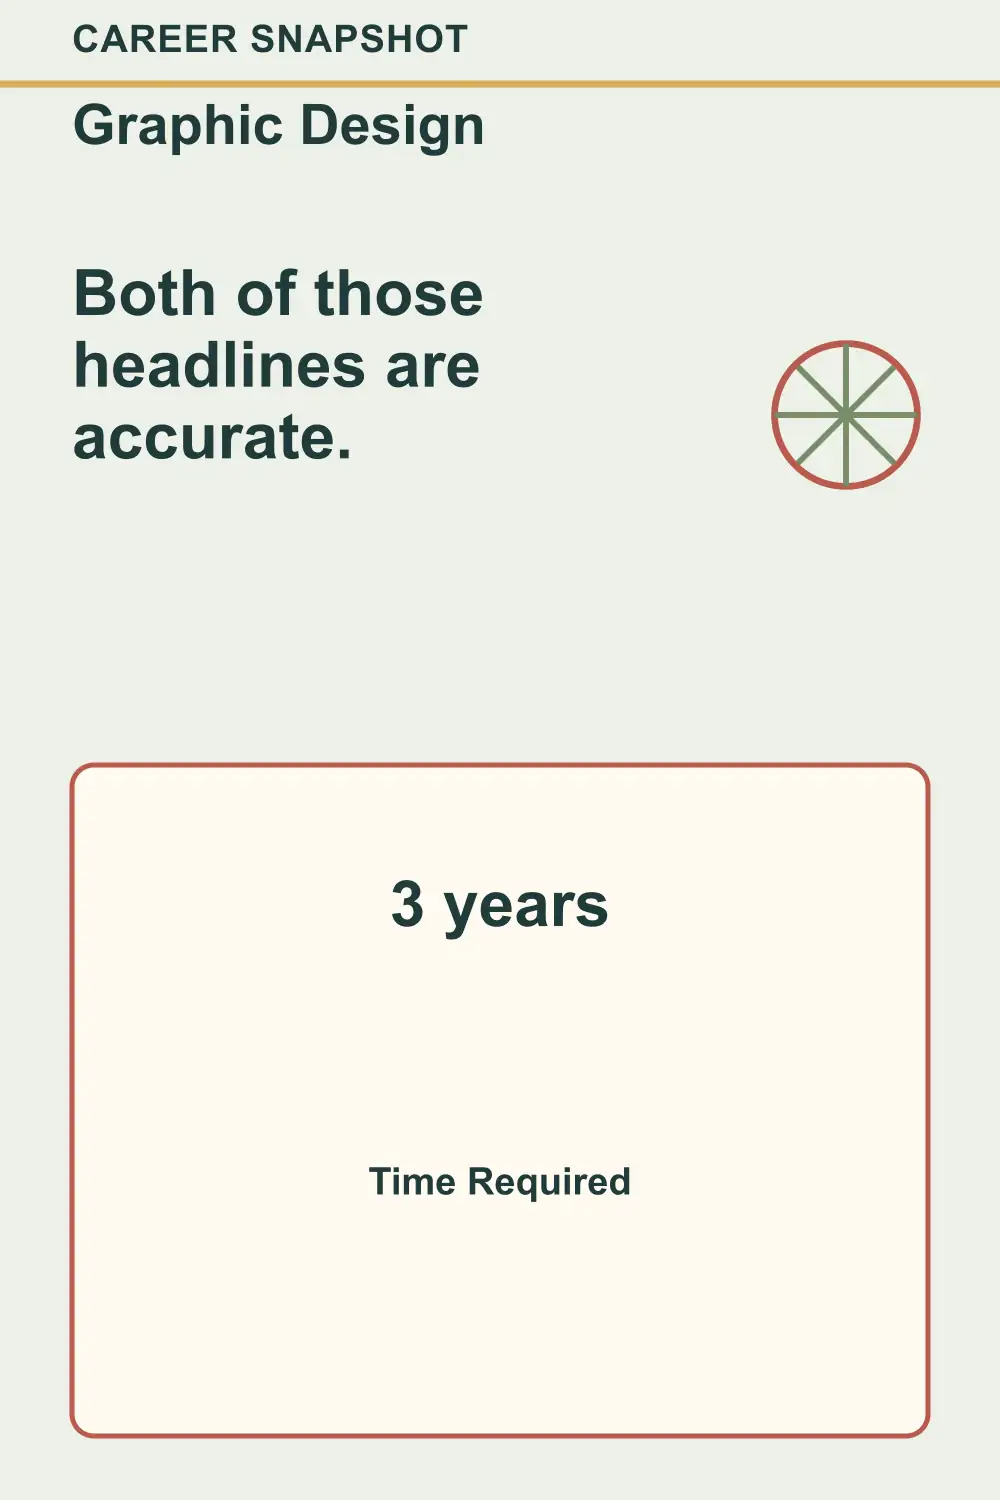 CAREER SNAPSHOT
Graphic Design
Both of those
headlines are
accurate.
3 years
Time Required